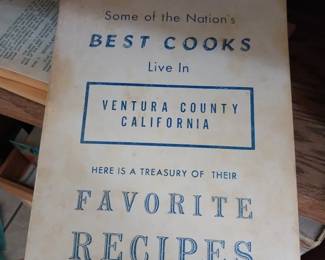 Some of the Nation's
BEST COOKS
Live In
VENTURA COUNTY
CALIFORNIA
HERE IS A TREASURY OF THEIR
FAVORITE
RECIPES